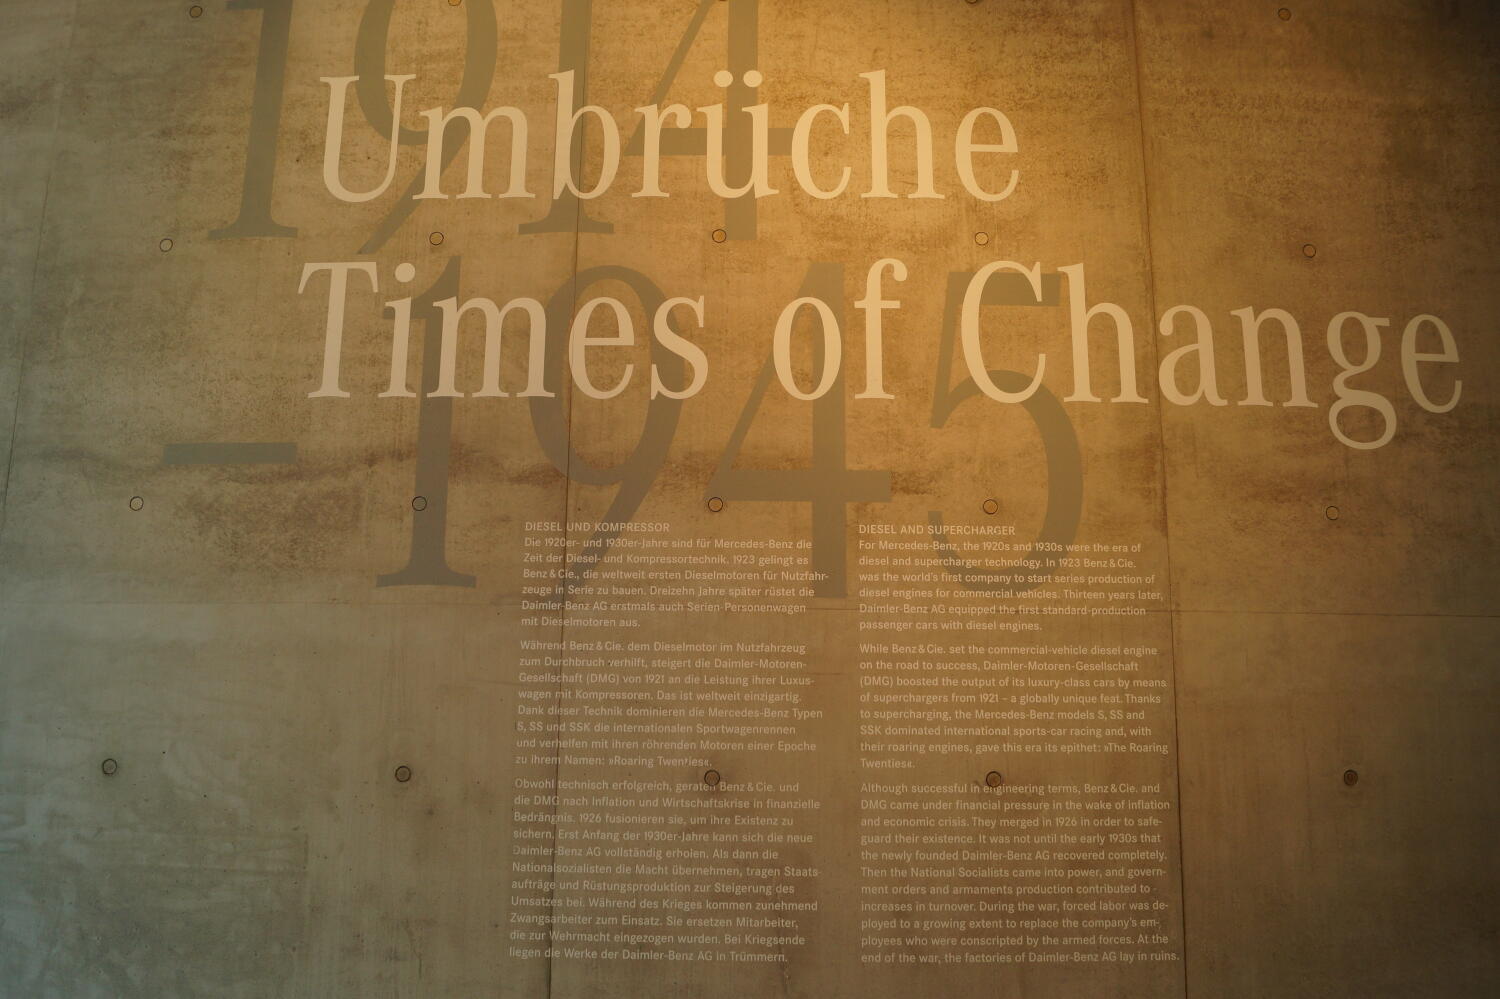 1914
Umbrüche
Times of Change
–1945
DIESEL UND KOMPRESSOR
Die 1920er- und 1930er-Jahre sind für Mercedes-Benz die
Zeit der Diesel- und Kompressortechnik. 1923 gelingt es
Benz & Cie., die weltweit ersten Dieselmotoren für Nutzfahr-
zeuge in Serie zu bauen. Dreizehn Jahre später rüstet die
Daimler-Benz AG erstmals auch Serien-Personenwagen
mit Dieselmotoren aus.
Während Benz & Cie. dem Dieselmotor im Nutzfahrzeug
zum Durchbruch verhilft, steigert die Daimler-Motoren-
Gesellschaft (DMG) von 1921 an die Leistung ihrer Luxus-
wagen mit Kompressoren. Das ist weltweit einzigartig.
Dank dieser Technik dominieren die Mercedes-Benz Typen
S, SS und SSK die internationalen Sportwagenrennen
und verhelfen mit ihren röhrenden Motoren einer Epoche
zu ihrem Namen: »Roaring Twenties«.
Obwohl technisch erfolgreich, geraten Benz & Cie. und
die DMG nach Inflation und Wirtschaftskrise in finanzielle
Bedrängnis. 1926 fusionieren sie, um ihre Existenz zu
sichern. Erst Anfang der 1930er-Jahre kann sich die neue
Daimler-Benz AG vollständig erholen. Als dann die
Nationalsozialisten die Macht übernehmen, tragen Staats-
aufträge und Rüstungsproduktion zur Steigerung des
Umsatzes bei. Während des Krieges kommen zunehmend
Zwangsarbeiter zum Einsatz. Sie ersetzen Mitarbeiter,
die zur Wehrmacht eingezogen wurden. Bei Kriegsende
liegen die Werke der Daimler-Benz AG in Trümmern.
DIESEL AND SUPERCHARGER
For Mercedes-Benz, the 1920s and 1930s were the era of
diesel and supercharger technology. In 1923 Benz & Cie.
was the world's first company to start series production of
diesel engines for commercial vehicles. Thirteen years later,
Daimler-Benz AG equipped the first standard-production
passenger cars with diesel engines.
While Benz & Cie. set the commercial-vehicle diesel engine
on the road to success, Daimler-Motoren-Gesellschaft
(DMG) boosted the output of its luxury-class cars by means
of superchargers from 1921 – a globally unique feat. Thanks
to supercharging, the Mercedes-Benz models S, SS and
SSK dominated international sports-car racing and, with
their roaring engines, gave this era its epithet: »The Roaring
Twenties«.
Although successful in engineering terms, Benz & Cie. and
DMG came under financial pressure in the wake of inflation
and economic crisis. They merged in 1926 in order to safe-
guard their existence. It was not until the early 1930s that
the newly founded Daimler-Benz AG recovered completely.
Then the National Socialists came into power, and govern-
ment orders and armaments production contributed to
increases in turnover. During the war, forced labor was de-
ployed to a growing extent to replace the company's em-
ployees who were conscripted by the armed forces. At the
end of the war, the factories of Daimler-Benz AG lay in ruins.